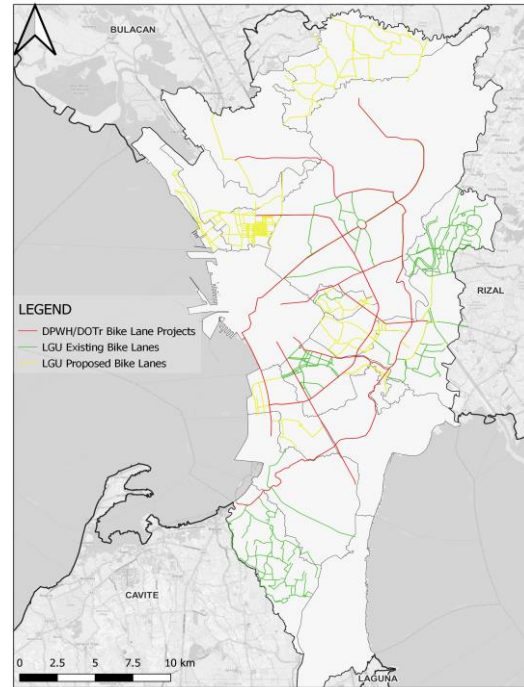 BULACAN
RIZAL
LEGEND
DPWH/DOTr Bike Lane Projects
LGU Existing Bike Lanes
LGU Proposed Bike Lanes
CAVITE
0 2.5 5 7.5 10 km
LAGUNA